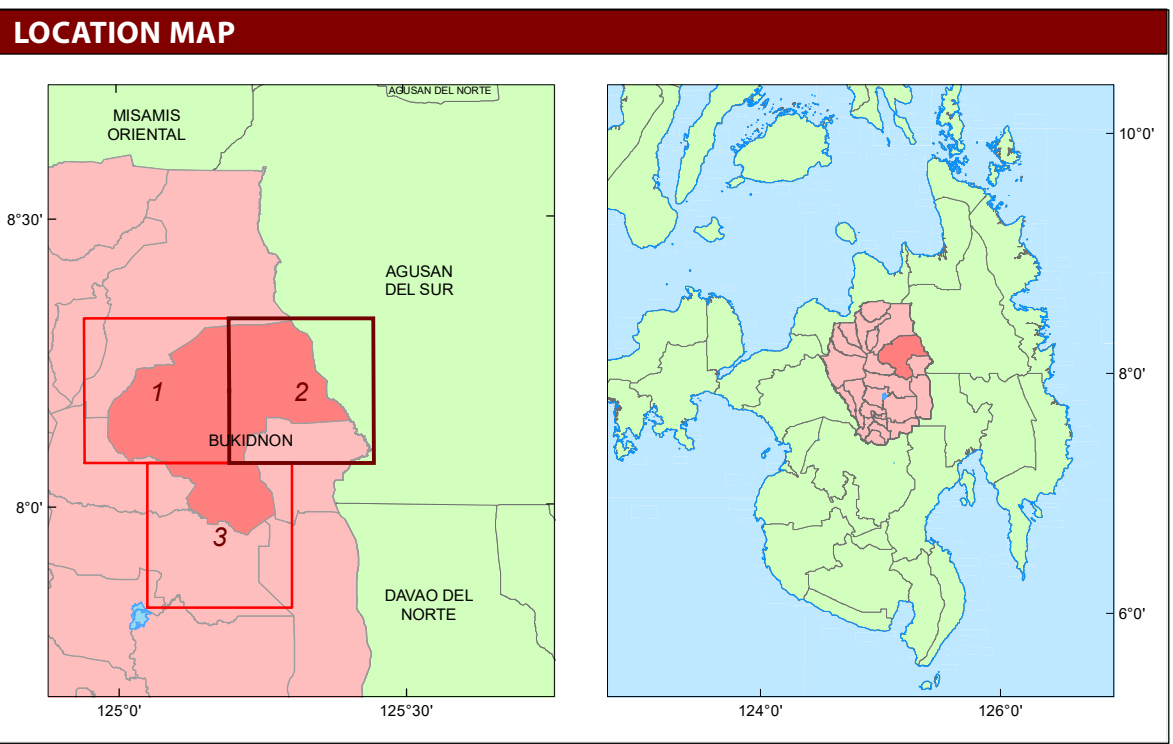 LOCATION MAP
AGUSAN DEL NORTE
MISAMIS
ORIENTAL
8°30'
AGUSAN
DEL SUR
1
2
BUKIDNON
8°0'
3
DAVAO DEL
NORTE
125°0'
125°30'
10°0'
8°0'
6°0'
124°0'
126°0'